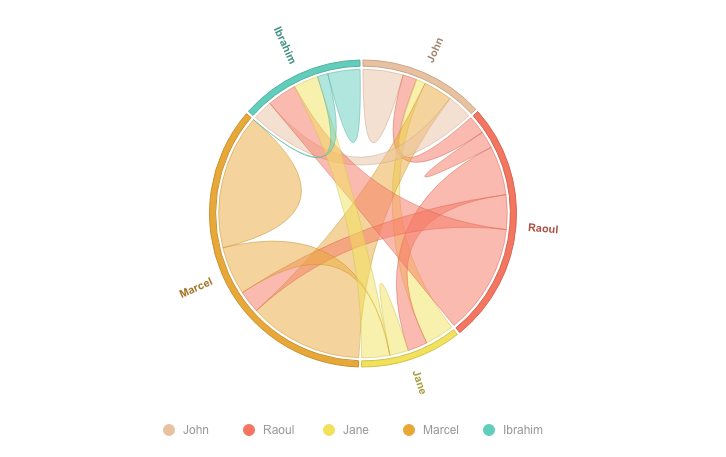 Ibrahim
John
Raoul
Marcel
Jane
John Raoul Jane Marcel Ibrahim